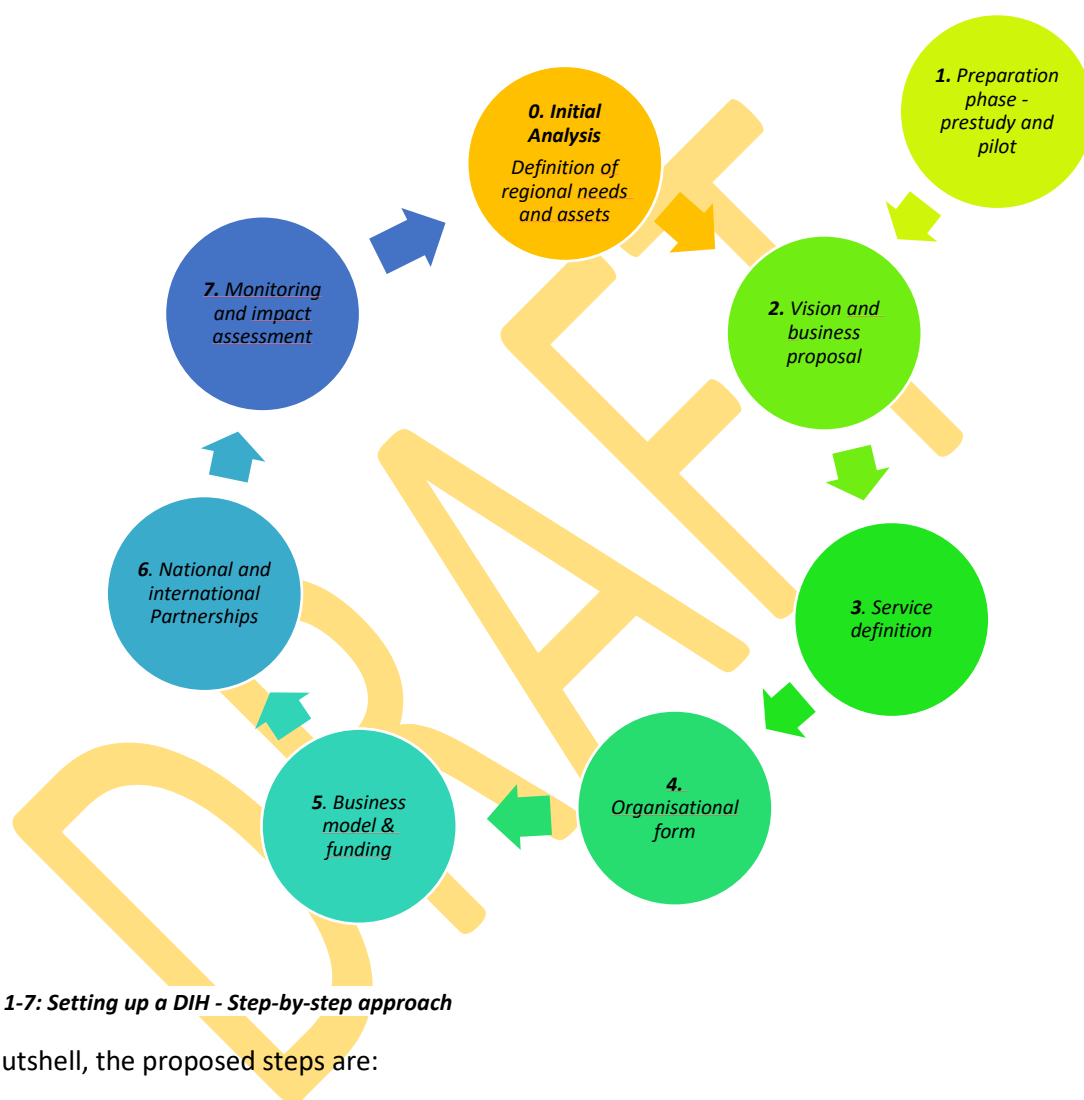 0. Initial
Analysis
Definition of
regional needs
and assets
1. Preparation
phase -
prestudy and
pilot
2. Vision and
business
proposal
3. Service
definition
4.
Organisational
form
5. Business
model &
funding
6. National and
international
Partnerships
7. Monitoring
and impact
assessment
DRAFT
1-7: Setting up a DIH - Step-by-step approach
utshell, the proposed steps are: